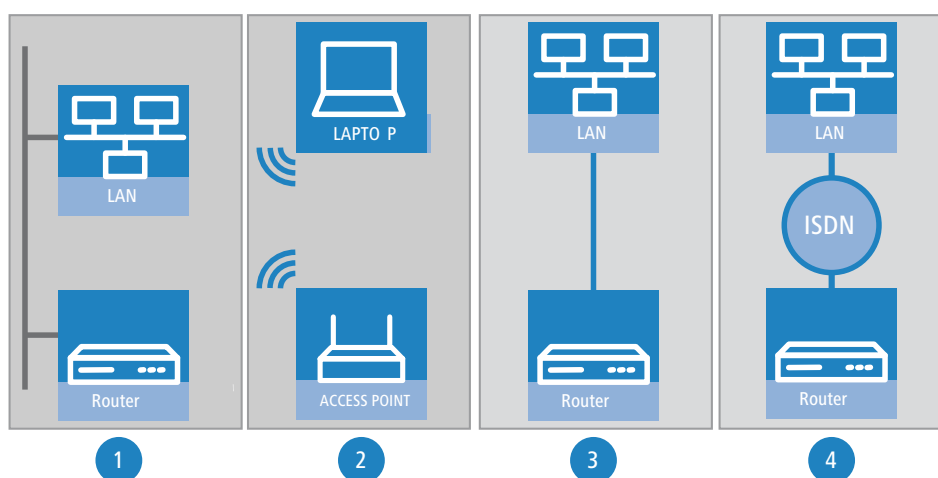 LAN
Router
1
LAPTO P
ACCESS POINT
2
LAN
Router
3
LAN
ISDN
Router
4